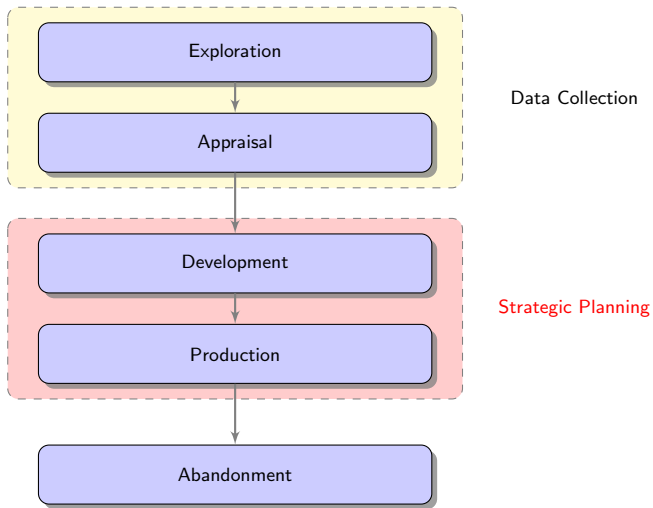 Exploration
Data Collection
Appraisal
Development
Strategic Planning
Production
Abandonment